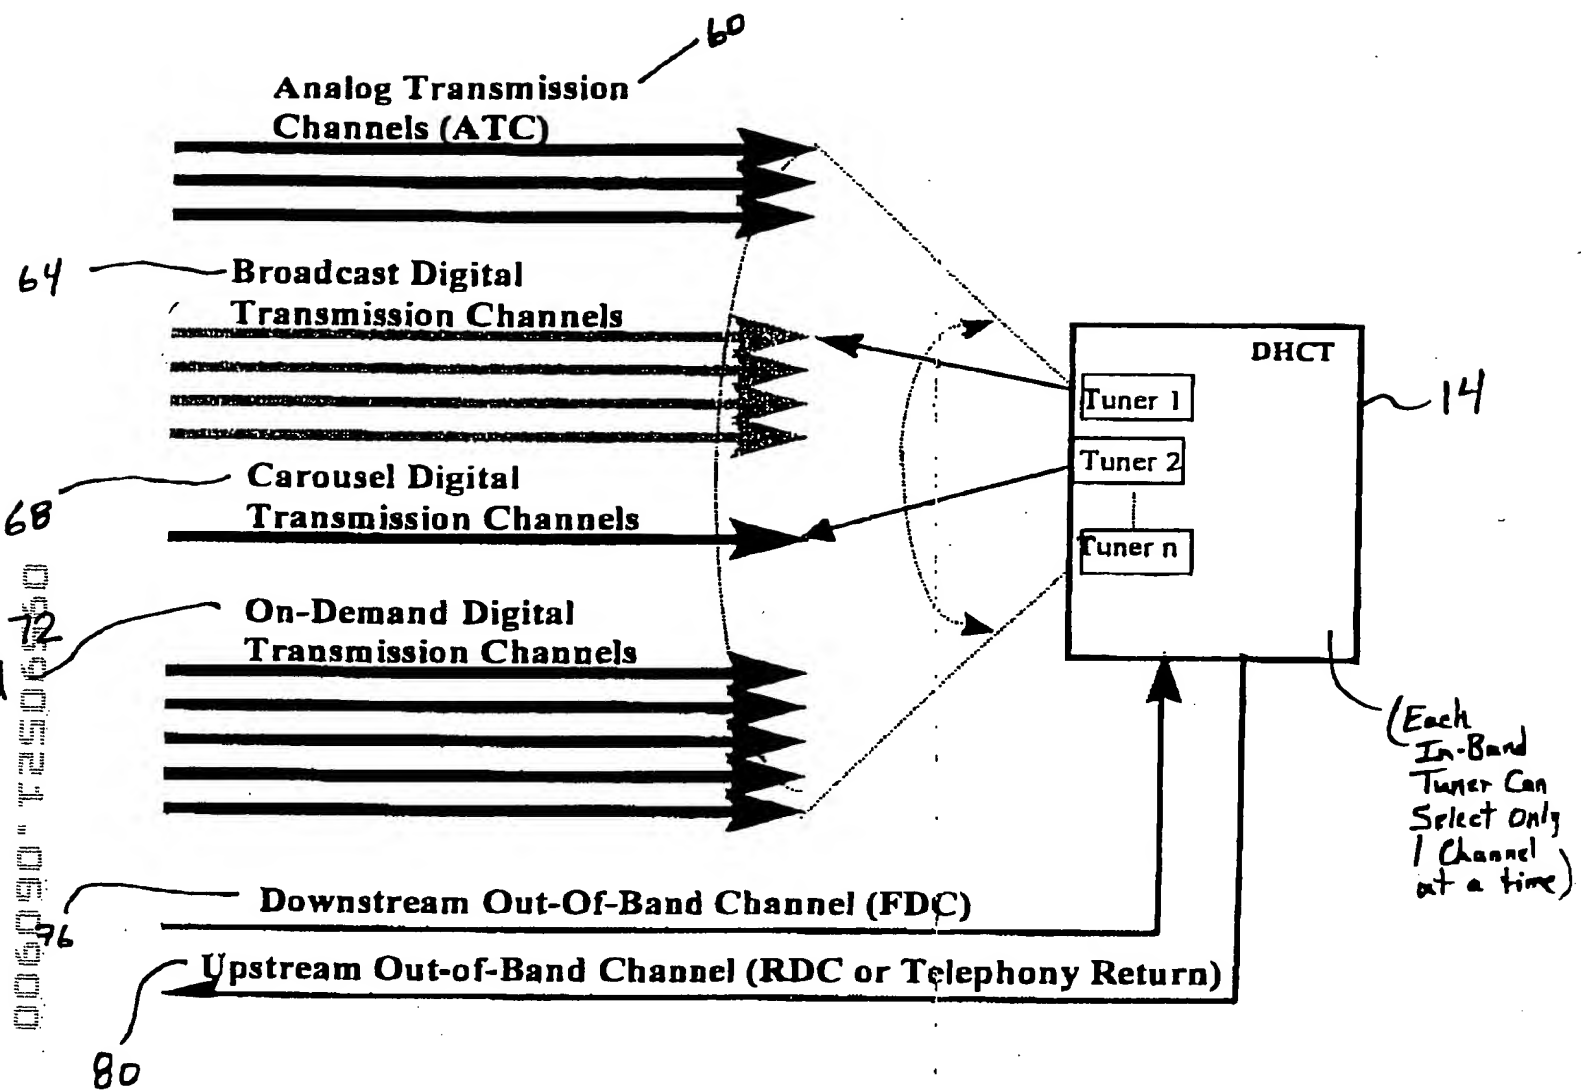 60
Analog Transmission
Channels (ATC)
64
Broadcast Digital
Transmission Channels
DHCT
Tuner 1
14
Tuner 2
Carousel Digital
68
Transmission Channels
Tuner n
On-Demand Digital
72
Transmission Channels
(Each
In-Band
Tuner Can
Select Only
1 Channel
at a time)
Downstream Out-Of-Band Channel (FDC)
76
Upstream Out-of-Band Channel (RDC or Telephony Return)
80